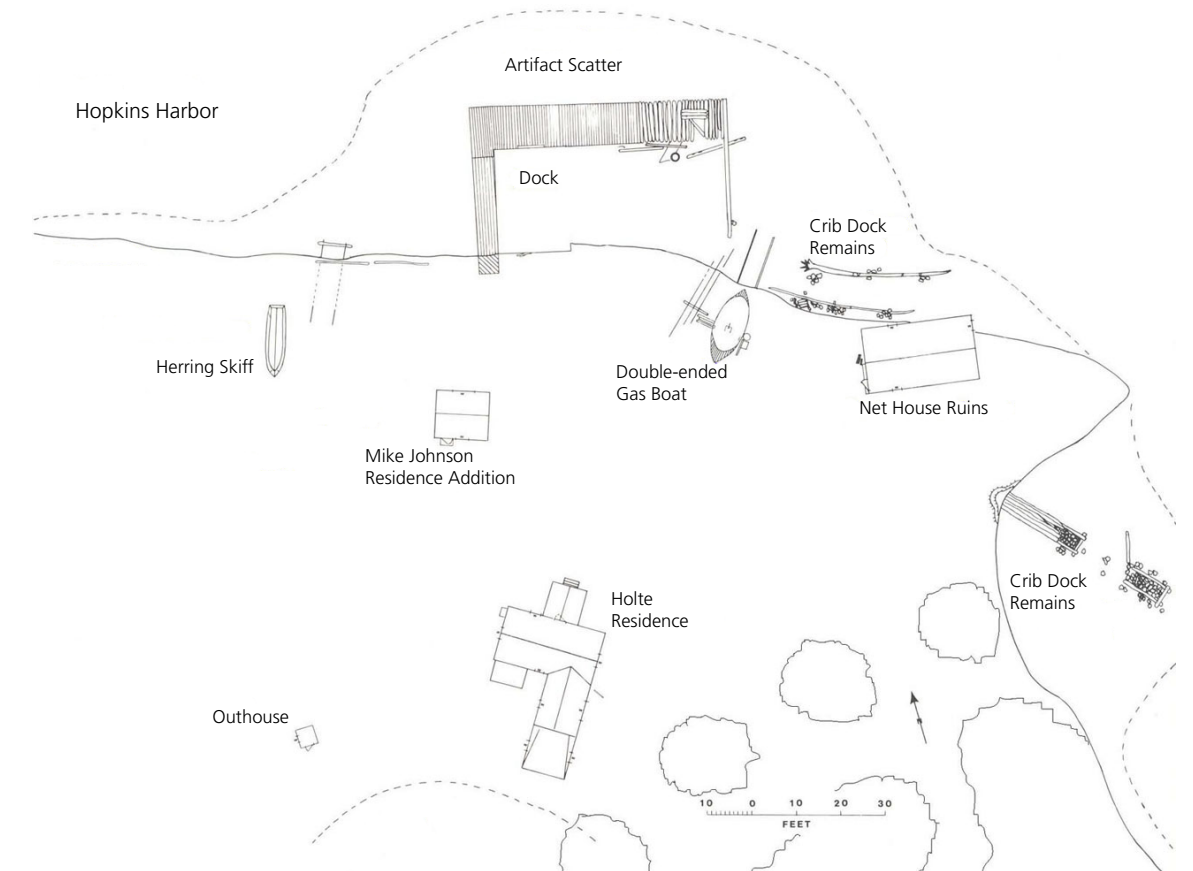 Artifact Scatter
Hopkins Harbor
Dock
Crib Dock
Remains
Herring Skiff
Double-ended
Gas Boat
Net House Ruins
Mike Johnson
Residence Addition
Crib Dock
Remains
Holte
Residence
Outhouse
N
10 0 10 20 30
FEET